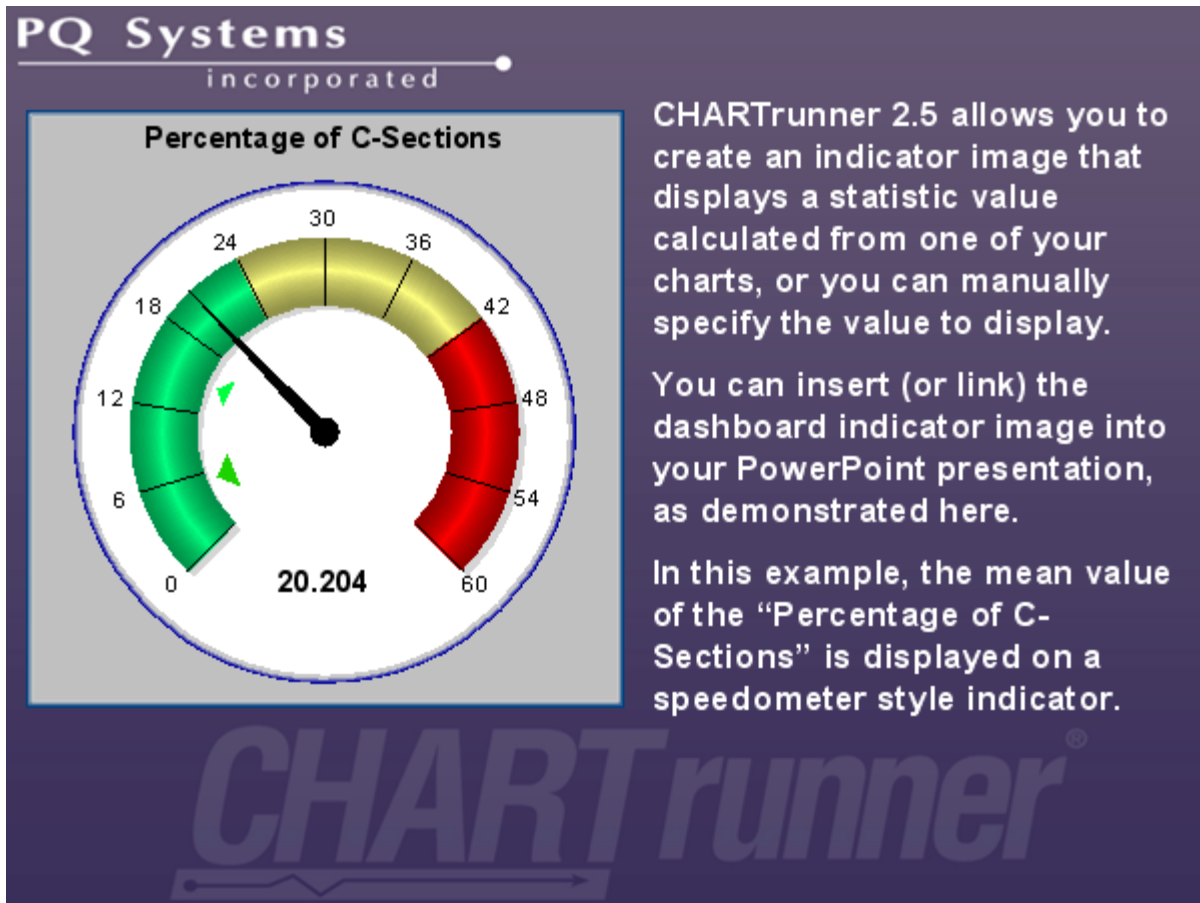 PQ Systems
incorporated
Percentage of C-Sections
30
24
36
18
42
12
48
6
54
0
20.204
60
CHARTrunner 2.5 allows you to
create an indicator image that
displays a statistic value
calculated from one of your
charts, or you can manually
specify the value to display.
You can insert (or link) the
dashboard indicator image into
your PowerPoint presentation,
as demonstrated here.
In this example, the mean value
of the “Percentage of C-
Sections” is displayed on a
speedometer style indicator.
CHARTrunner®